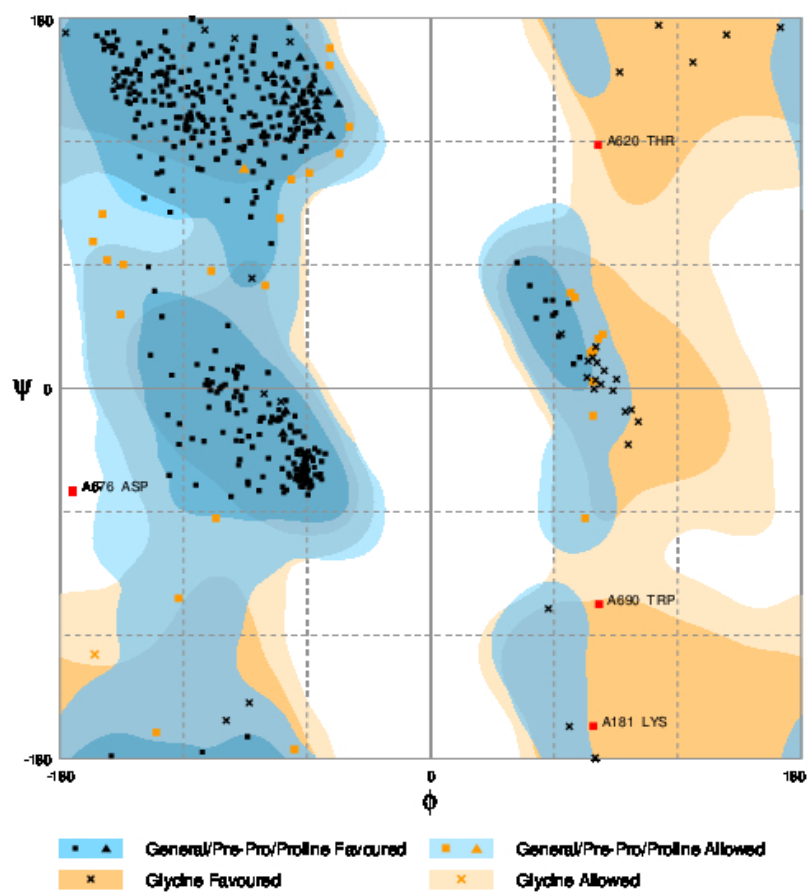 180
A620 THR
Ψ 0
A676 ASP
A690 TRP
A181 LYS
-180
-180 0 180
ϕ
General/Pre-Pro/Proline Favoured General/Pre-Pro/Proline Allowed
Glycine Favoured Glycine Allowed